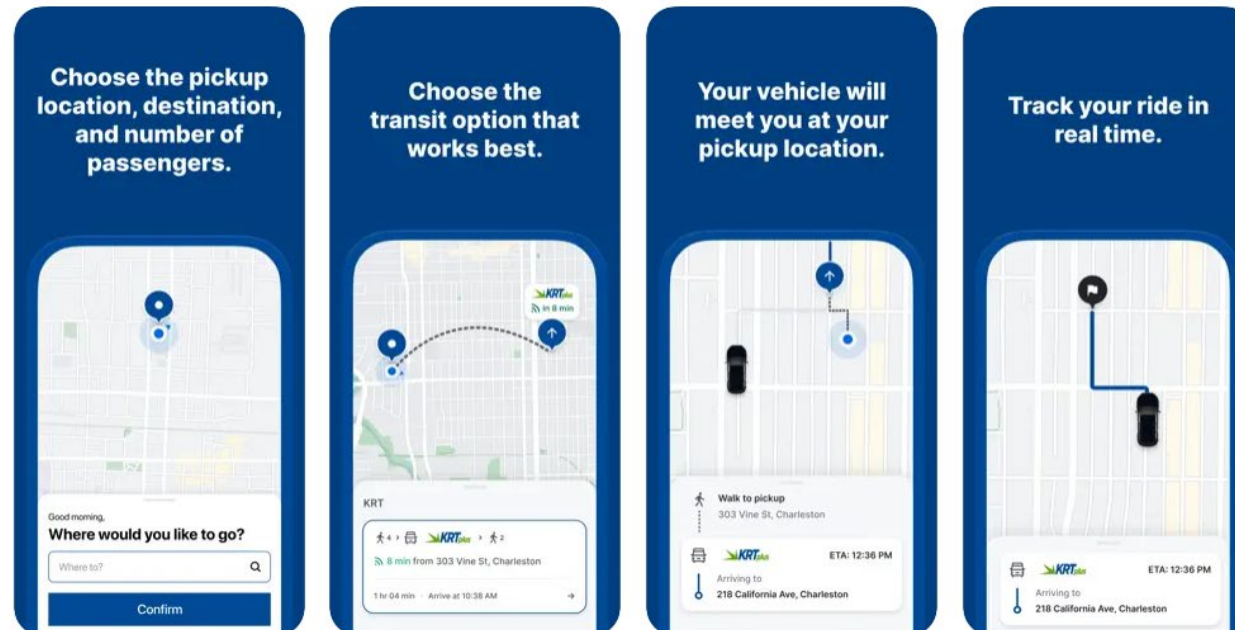 Choose the pickup
location, destination,
and number of
passengers.
Good morning,
Where would you like to go?
Where to?
Confirm
Choose the
transit option that
works best.
KRT plus
in 8 min
KRT
4 > KRT plus > 2
8 min from 303 Vine St, Charleston
1 hr 04 min · Arrive at 10:38 AM
Your vehicle will
meet you at your
pickup location.
Walk to pickup
303 Vine St, Charleston
KRT plus ETA: 12:36 PM
Arriving to
218 California Ave, Charleston
Track your ride in
real time.
KRT plus ETA: 12:36 PM
Arriving to
218 California Ave, Charleston